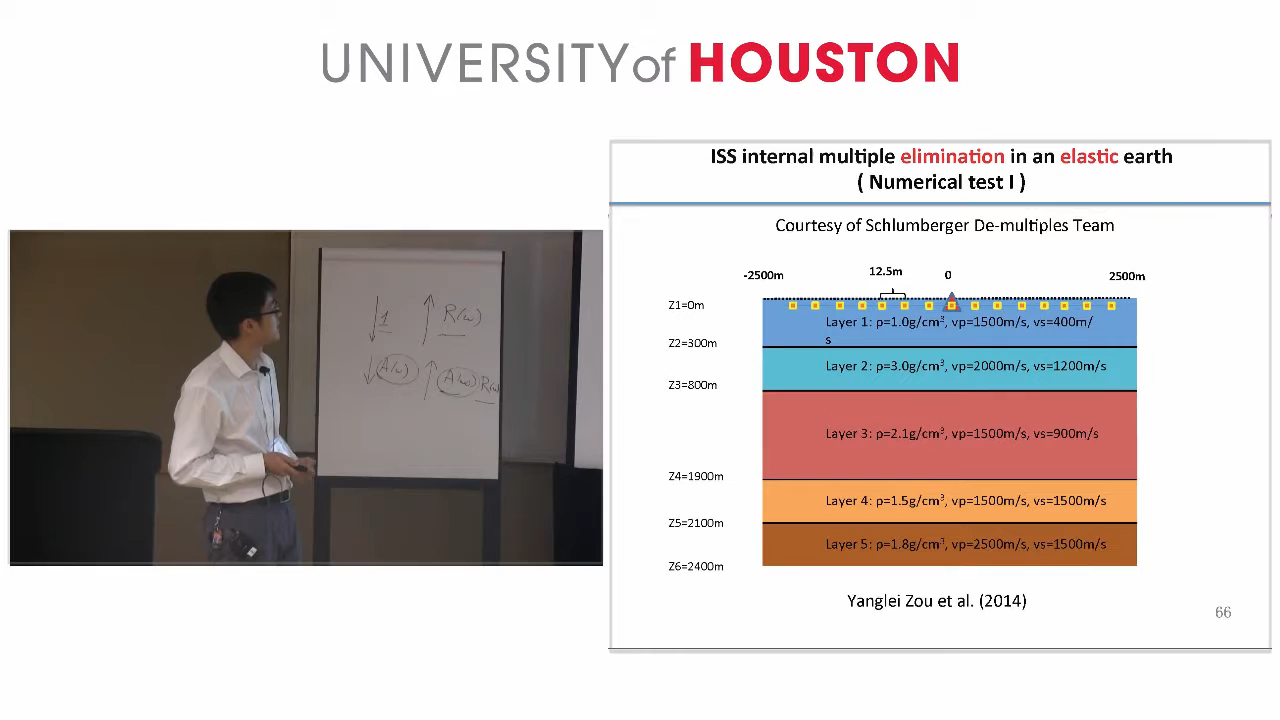 UNIVERSITY of HOUSTON
ISS internal multiple elimination in an elastic earth
( Numerical test I )
Courtesy of Schlumberger De-multiples Team
-2500m 12.5m 0 2500m
Z1=0m
Layer 1: ρ=1.0g/cm³, vp=1500m/s, vs=400m/
s
Z2=300m
Layer 2: ρ=3.0g/cm³, vp=2000m/s, vs=1200m/s
Z3=800m
Layer 3: ρ=2.1g/cm³, vp=1500m/s, vs=900m/s
Z4=1900m
Layer 4: ρ=1.5g/cm³, vp=1500m/s, vs=1500m/s
Z5=2100m
Layer 5: ρ=1.8g/cm³, vp=2500m/s, vs=1500m/s
Z6=2400m
Yanglei Zou et al. (2014)
66
1 R(ω)
A(ω) A(ω) R(ω)